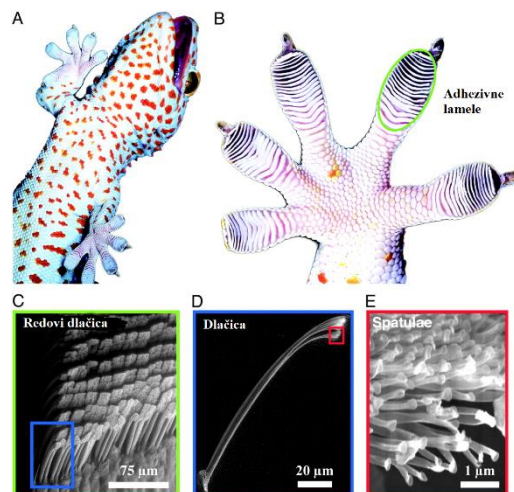 A
B
Adhezivne
lamele
C
Redovi dlačica
75 µm
D
Dlačica
20 µm
E
Spatulae
1 µm